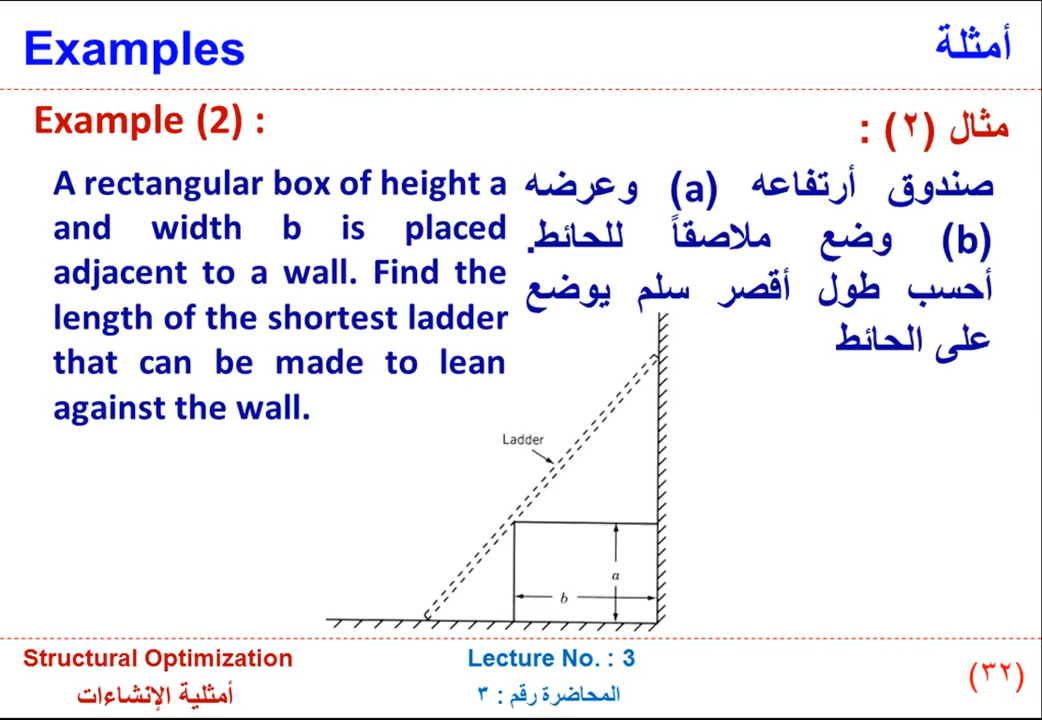 Examples
أمثلة
Example (2) :
مثال (٢) :
A rectangular box of height a
and width b is placed
adjacent to a wall. Find the
length of the shortest ladder
that can be made to lean
against the wall.
صندوق أرتفاعه (a) وعرضه
(b) وضع ملاصقاً للحائط.
أحسب طول أقصر سلم يوضع
على الحائط
Ladder
a
b
Structural Optimization
أمثلية الإنشاءات
Lecture No. : 3
المحاضرة رقم : ٣
(٣٢)